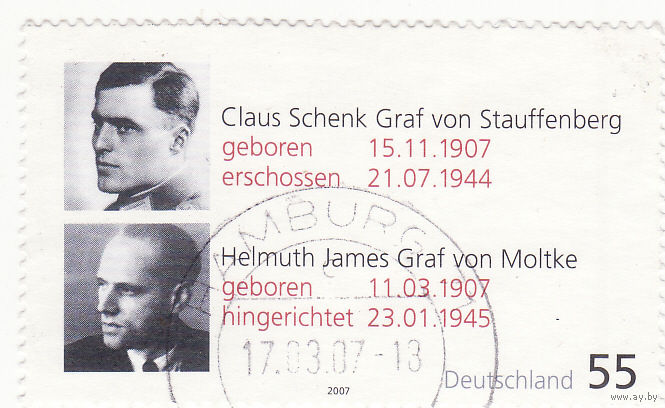 Claus Schenk Graf von Stauffenberg
geboren 15.11.1907
erschossen 21.07.1944
Helmuth James Graf von Moltke
geboren 11.03.1907
hingerichtet 23.01.1945
HAMBURG 1
c
17.03.07-13
2007
Deutschland 55
www.ay.by